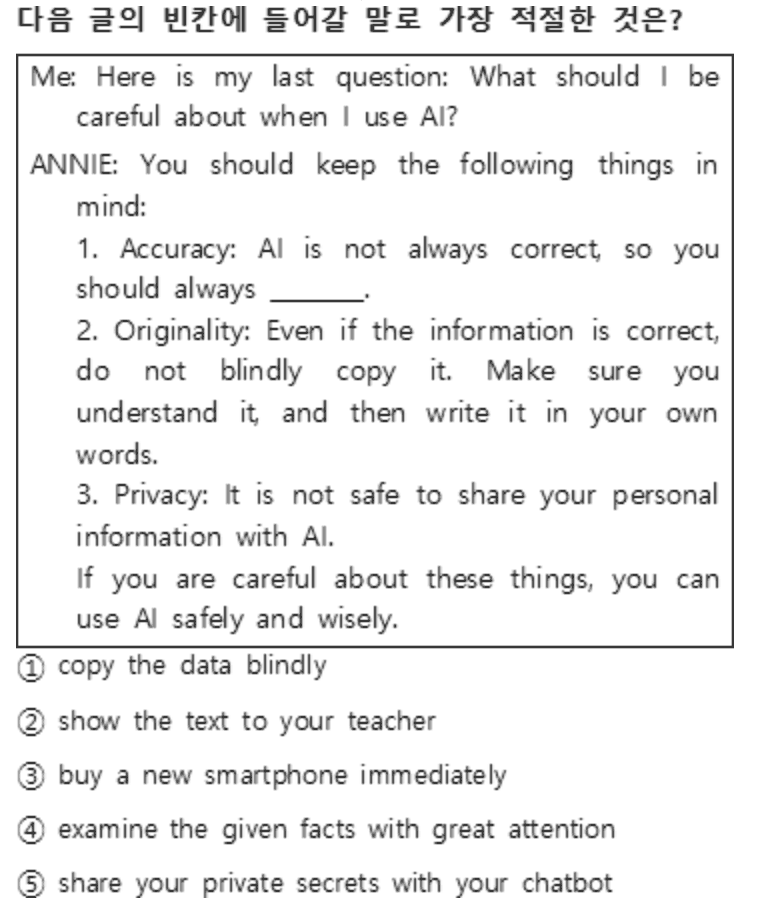 다음 글의 빈칸에 들어갈 말로 가장 적절한 것은?
Me: Here is my last question: What should I be
careful about when I use AI?
ANNIE: You should keep the following things in
mind:
1. Accuracy: AI is not always correct, so you
should always ______.
2. Originality: Even if the information is correct,
do not blindly copy it. Make sure you
understand it, and then write it in your own
words.
3. Privacy: It is not safe to share your personal
information with AI.
If you are careful about these things, you can
use AI safely and wisely.
① copy the data blindly
② show the text to your teacher
③ buy a new smartphone immediately
④ examine the given facts with great attention
⑤ share your private secrets with your chatbot